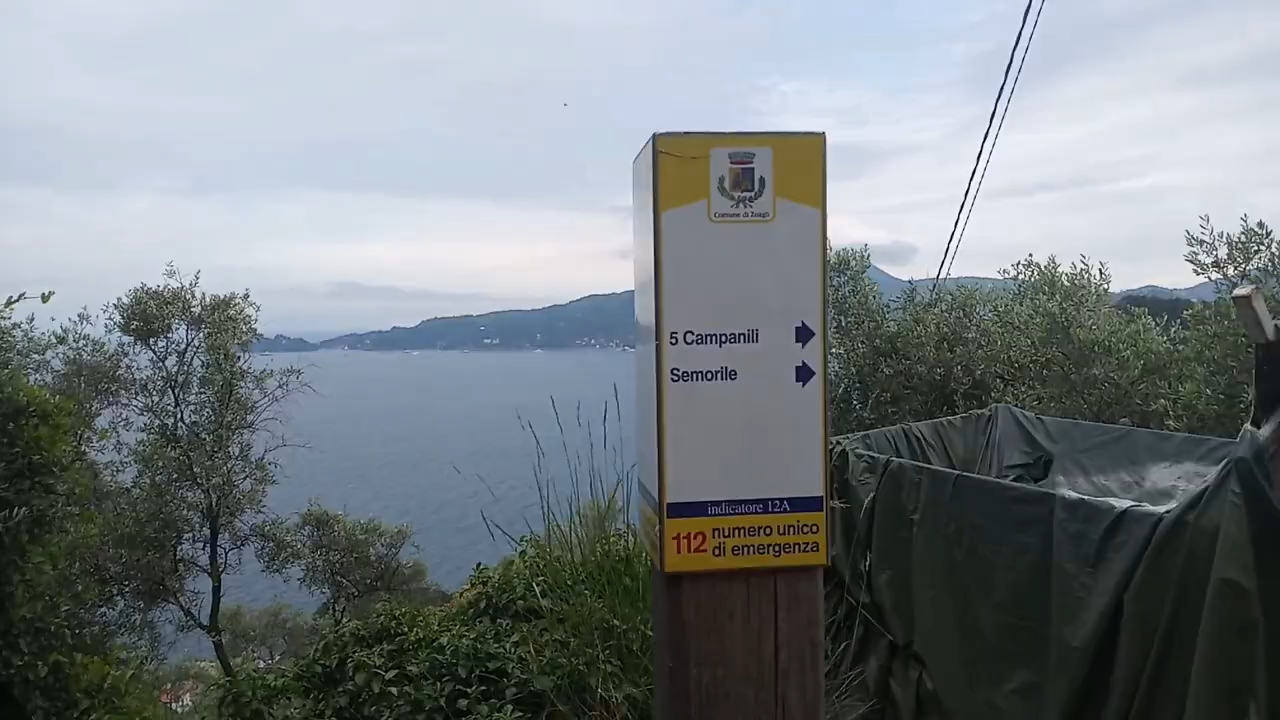 Comune di Zoagli
5 Campanili
Semorile
indicatore 12A
112 numero unico
di emergenza